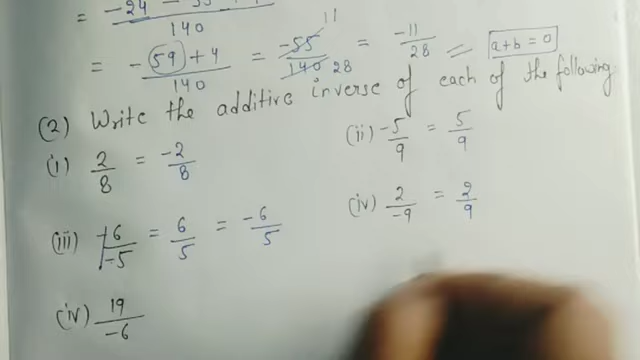 = -24 - 35 + 4 / 140
= -59 + 4 / 140 = -55 / 140 11 28 = -11/28 a+b=0
(2) Write the additive inverse of each of the following.
(i) 2/8 = -2/8 (ii) -5/9 = 5/9
(iii) -6/-5 = 6/5 = -6/5 (iv) 2/-9 = 2/9
(iv) 19/-6